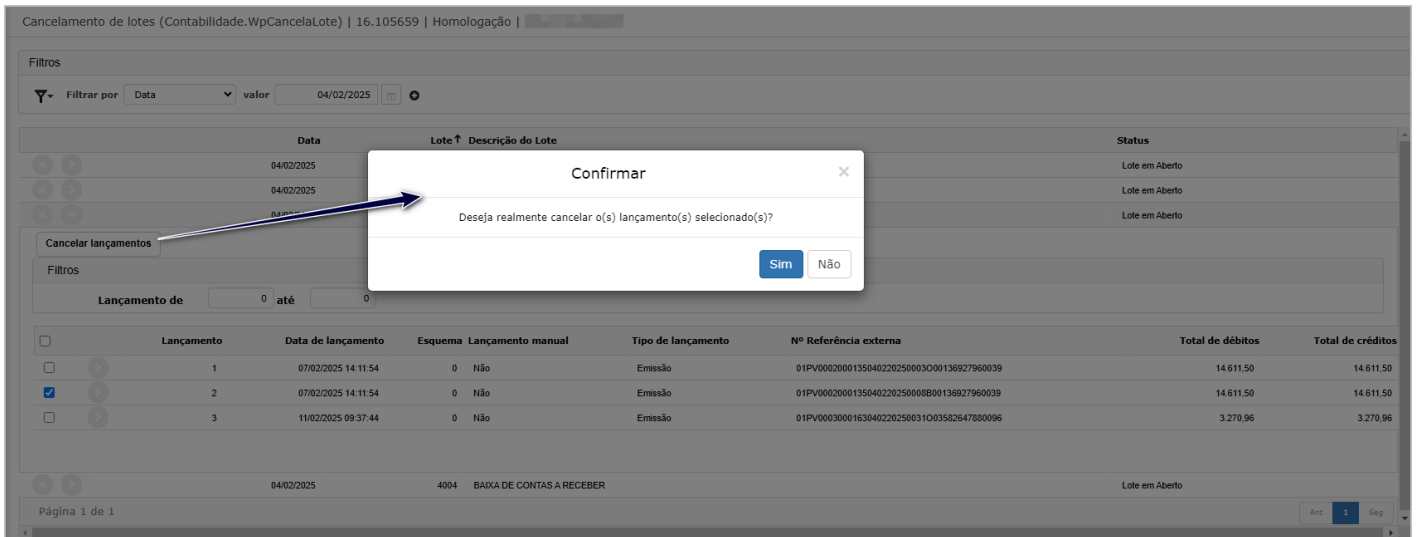 Cancelamento de lotes (Contabilidade.WpCancelaLote) | 16.105659 | Homologação |
Filtros
Filtrar por Data valor 04/02/2025
Data Lote Descrição do Lote Status
04/02/2025 Lote em Aberto
04/02/2025 Lote em Aberto
Lote em Aberto
Confirmar
Deseja realmente cancelar o(s) lançamento(s) selecionado(s)?
Sim Não
Cancelar lançamentos
Filtros
Lançamento de 0 até 0
Lançamento Data de lançamento Esquema Lançamento manual Tipo de lançamento Nº Referência externa Total de débitos Total de créditos
1 07/02/2025 14:11:54 0 Não Emissão 01PV00020001350402202500003O00136927960039 14.611,50 14.611,50
2 07/02/2025 14:11:54 0 Não Emissão 01PV0002000135040220250008B00136927960039 14.611,50 14.611,50
3 11/02/2025 09:37:44 0 Não Emissão 01PV0003000163040220250031O03582647880096 3.270,96 3.270,96
04/02/2025 4004 BAIXA DE CONTAS A RECEBER Lote em Aberto
Página 1 de 1
Ant 1 Seg